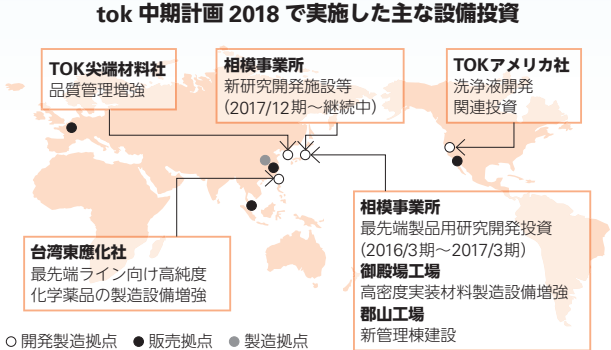 tok 中期計画 2018 で実施した主な設備投資
TOK尖端材料社
品質管理増強
相模事業所
新研究開発施設等
(2017/12期〜継続中)
TOKアメリカ社
洗浄液開発
関連投資
台湾東應化社
最先端ライン向け高純度
化学薬品の製造設備増強
相模事業所
最先端製品用研究開発投資
(2016/3期〜2017/3期)
御殿場工場
高密度実装材料製造設備増強
郡山工場
新管理棟建設
○ 開発製造拠点 ● 販売拠点 ● 製造拠点